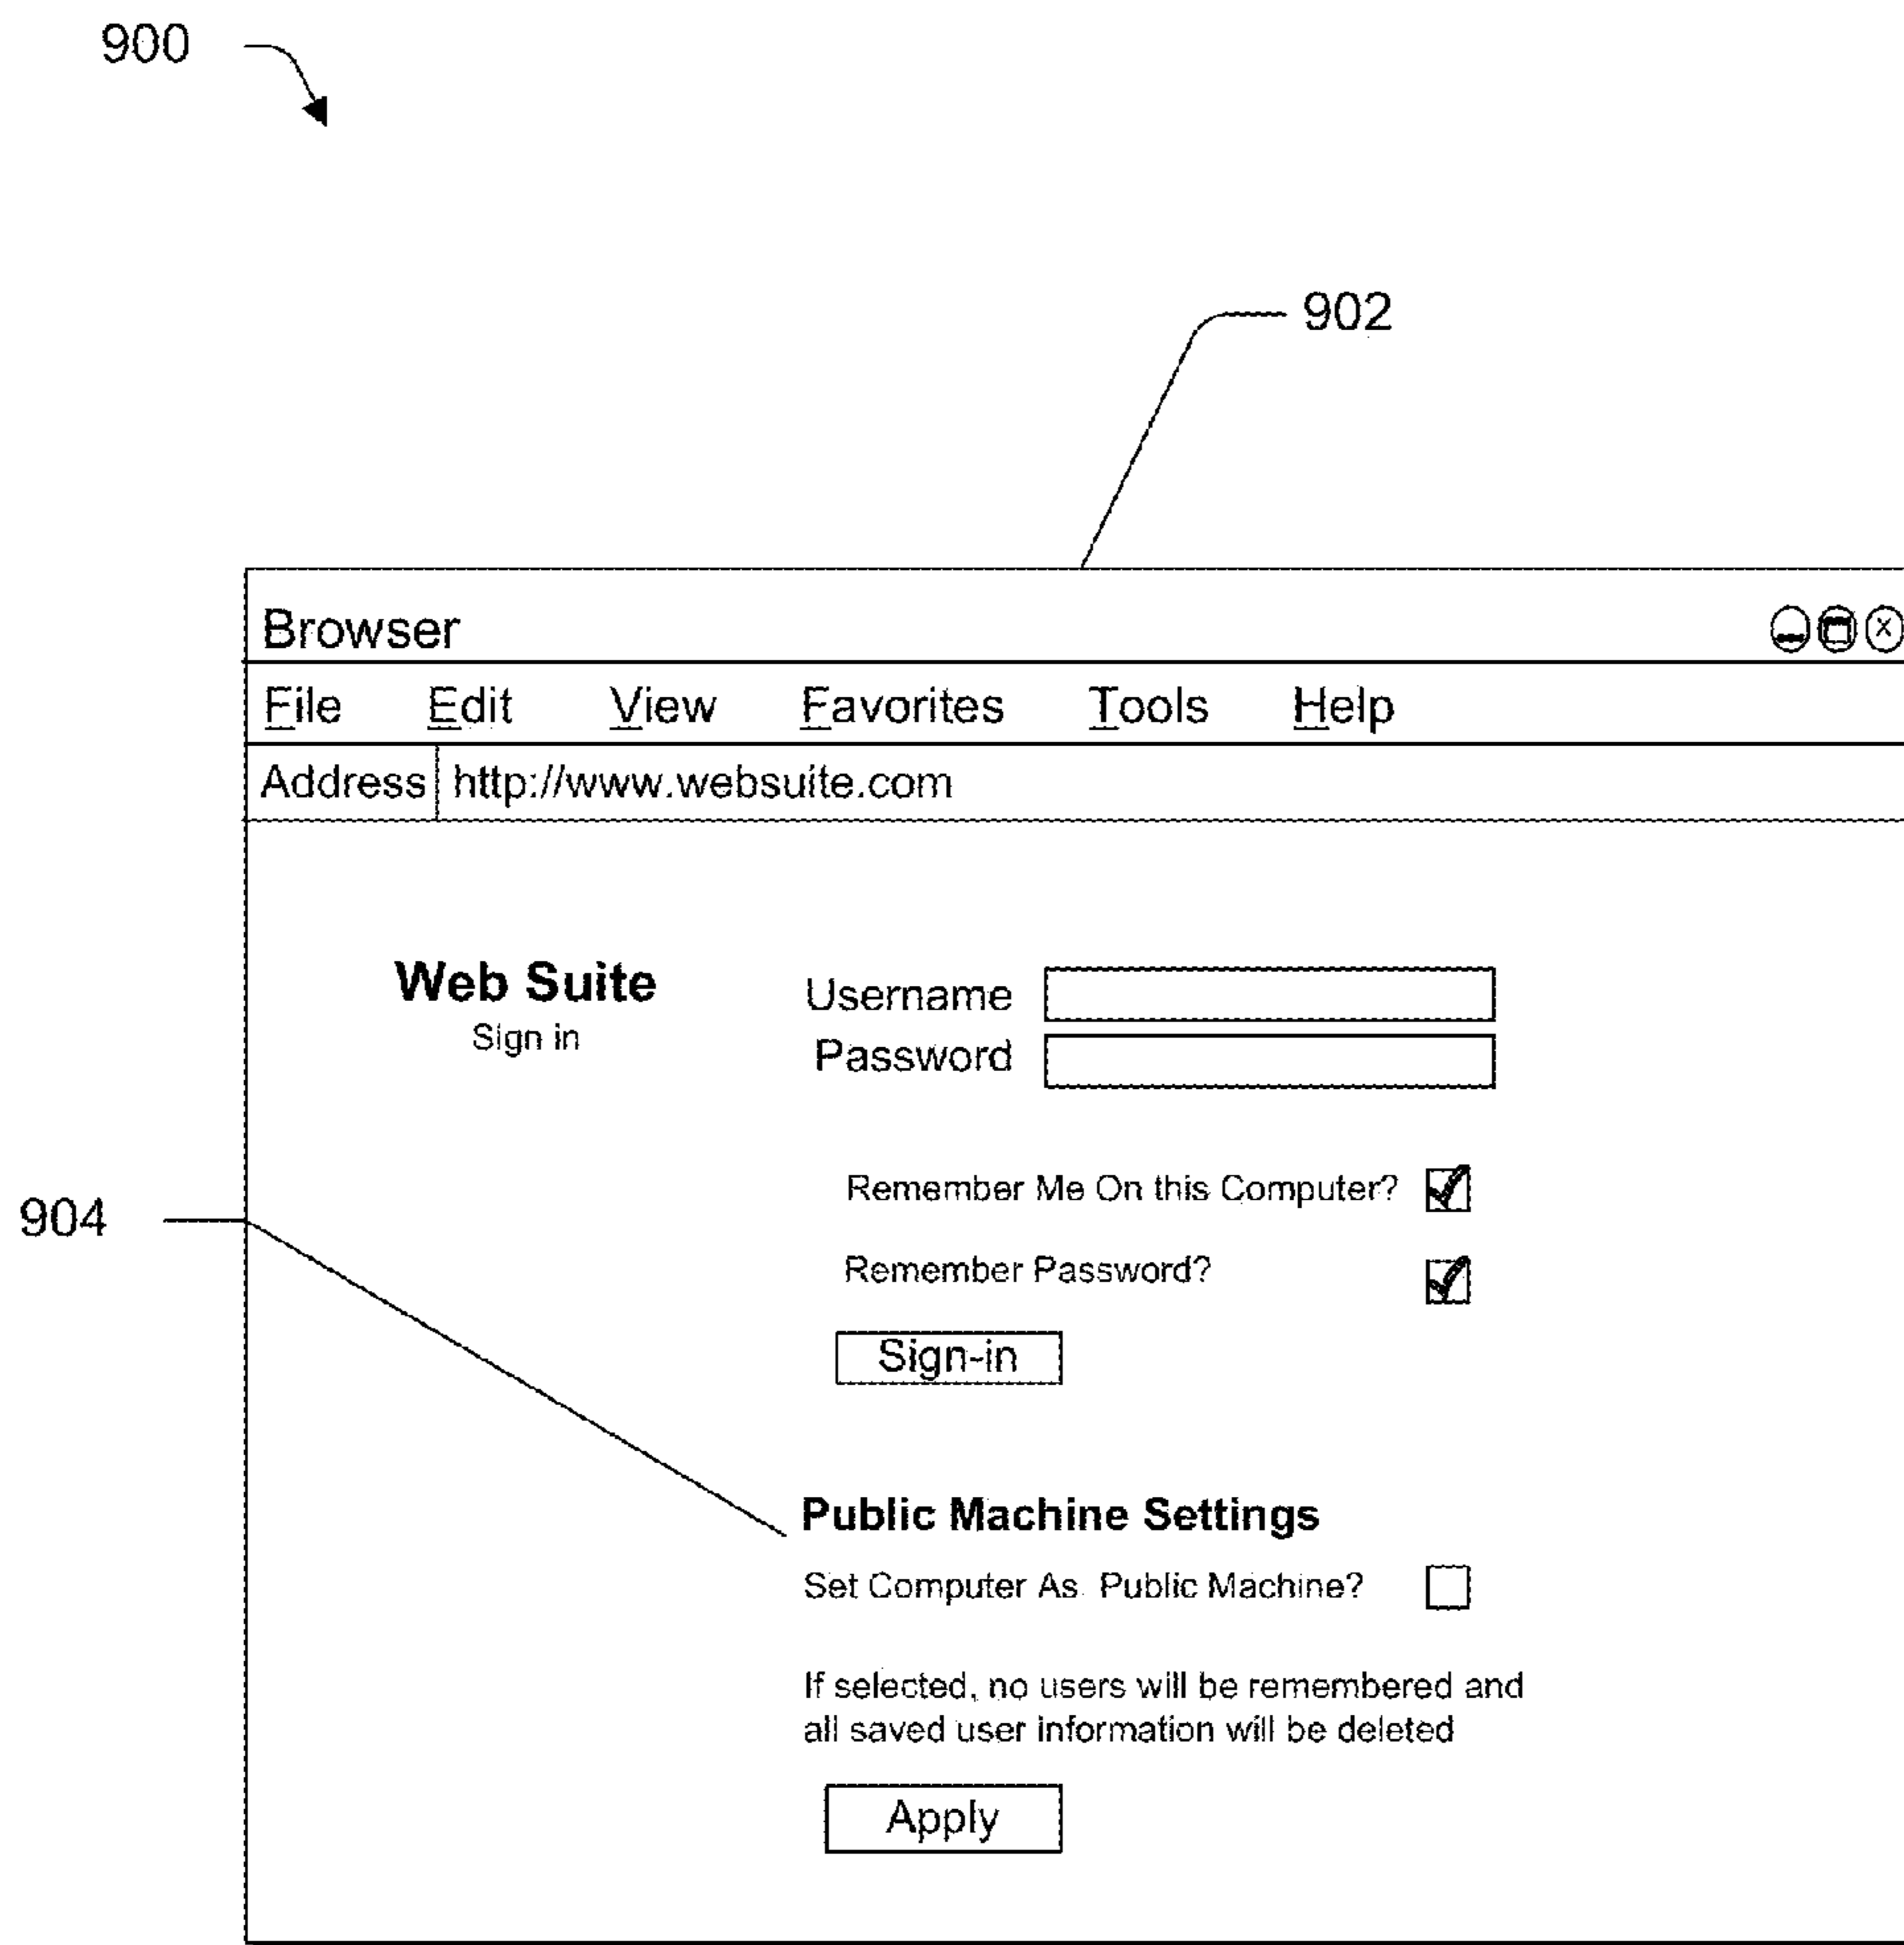 900
902
Browser
File Edit View Favorites Tools Help
Address http://www.websuite.com
Web Suite
Sign in
Username
Password
904
Remember Me On this Computer?
Remember Password?
Sign-in
Public Machine Settings
Set Computer As Public Machine?
If selected, no users will be remembered and
all saved user information will be deleted
Apply